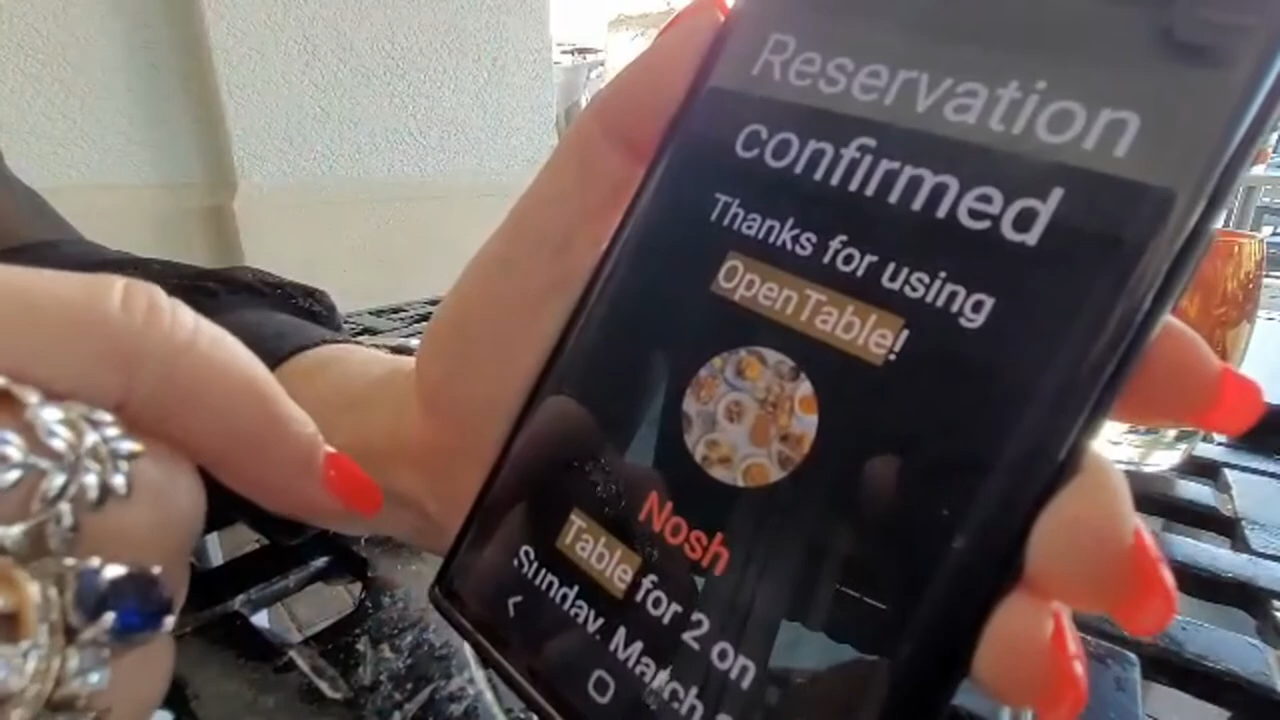 Reservation
confirmed
Thanks for using
OpenTable!
Nosh
Table for 2 on
Sunday, March